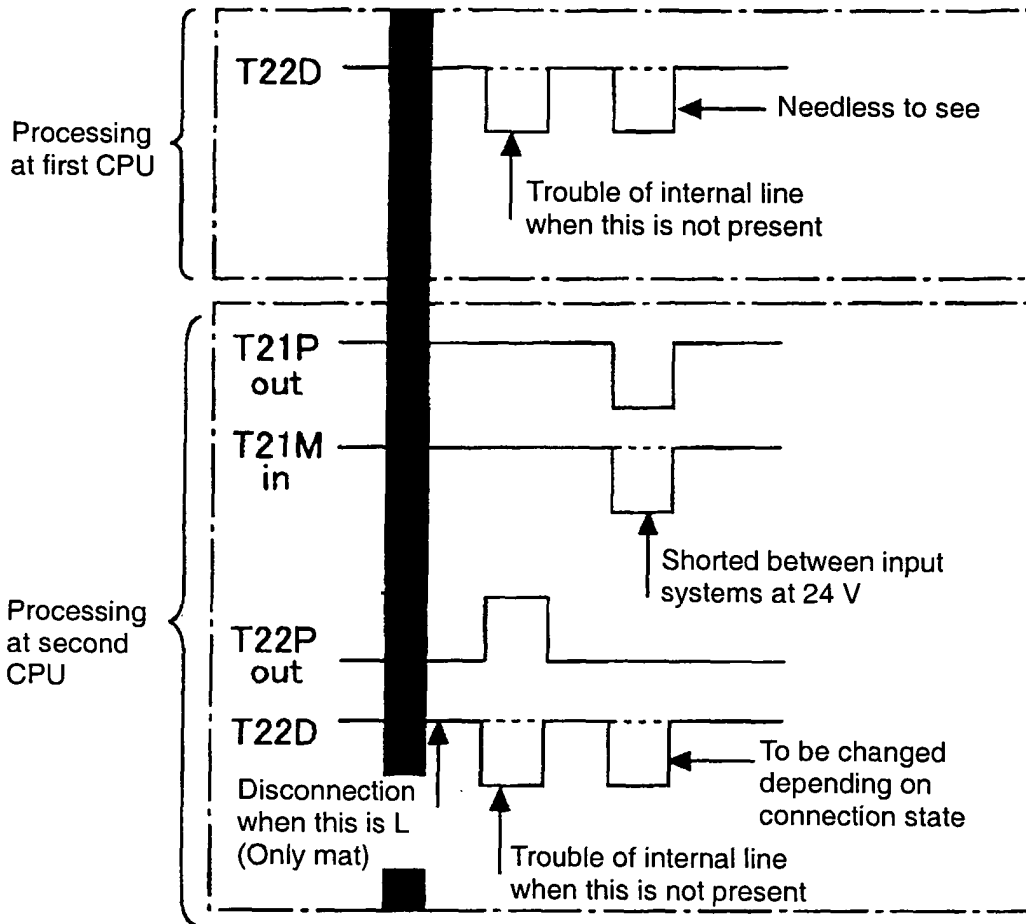 T22D
Needless to see
Processing
at first CPU
Trouble of internal line
when this is not present
T21P
out
T21M
in
Shorted between input
systems at 24 V
Processing
at second
CPU
T22P
out
T22D
To be changed
depending on
connection state
Disconnection
when this is L
(Only mat)
Trouble of internal line
when this is not present